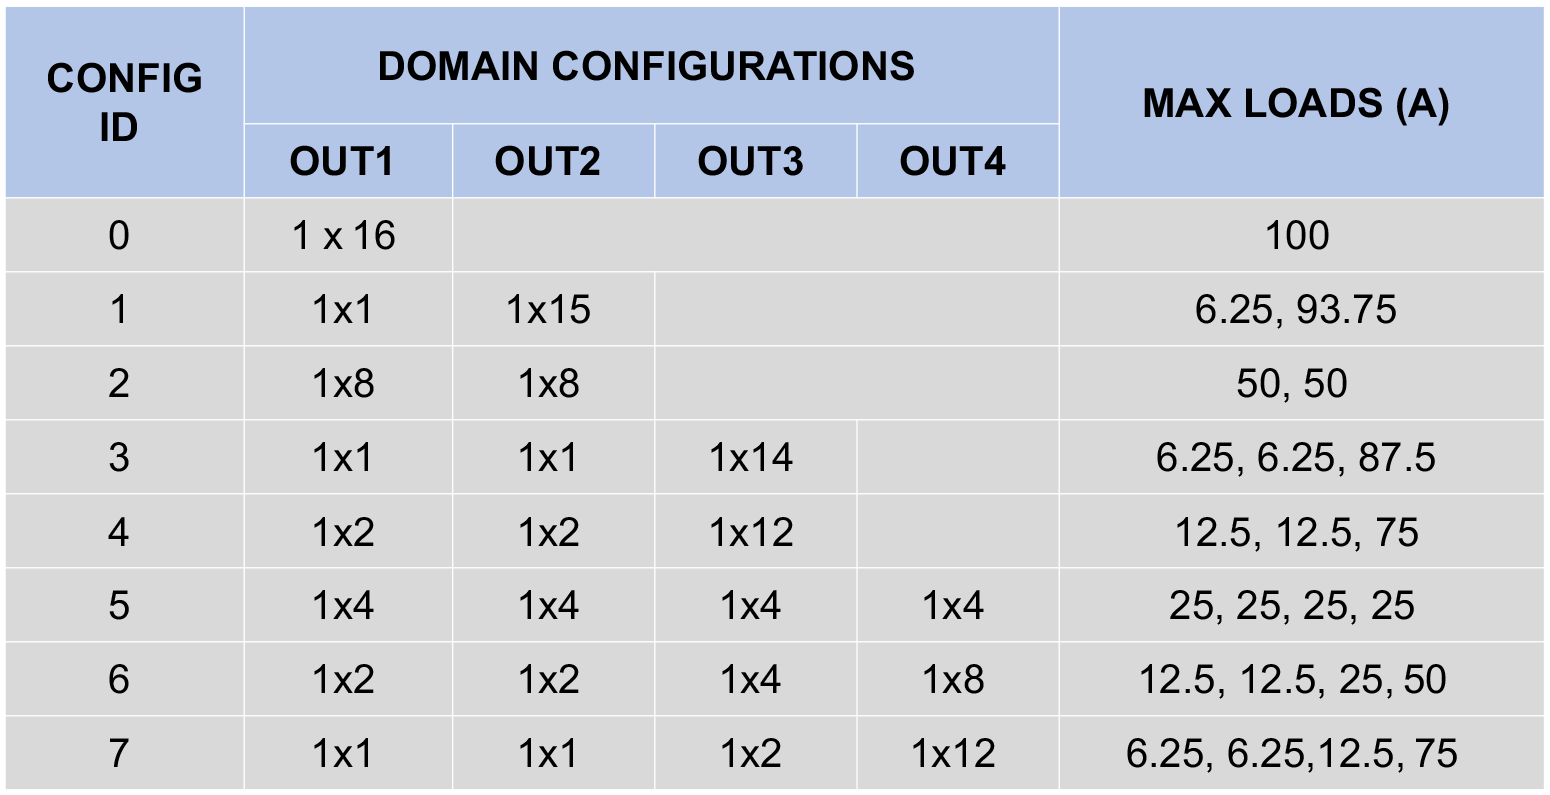 CONFIG ID DOMAIN CONFIGURATIONS MAX LOADS (A)
OUT1 OUT2 OUT3 OUT4
0 1 x 16 100
1 1x1 1x15 6.25, 93.75
2 1x8 1x8 50, 50
3 1x1 1x1 1x14 6.25, 6.25, 87.5
4 1x2 1x2 1x12 12.5, 12.5, 75
5 1x4 1x4 1x4 1x4 25, 25, 25, 25
6 1x2 1x2 1x4 1x8 12.5, 12.5, 25, 50
7 1x1 1x1 1x2 1x12 6.25, 6.25,12.5, 75